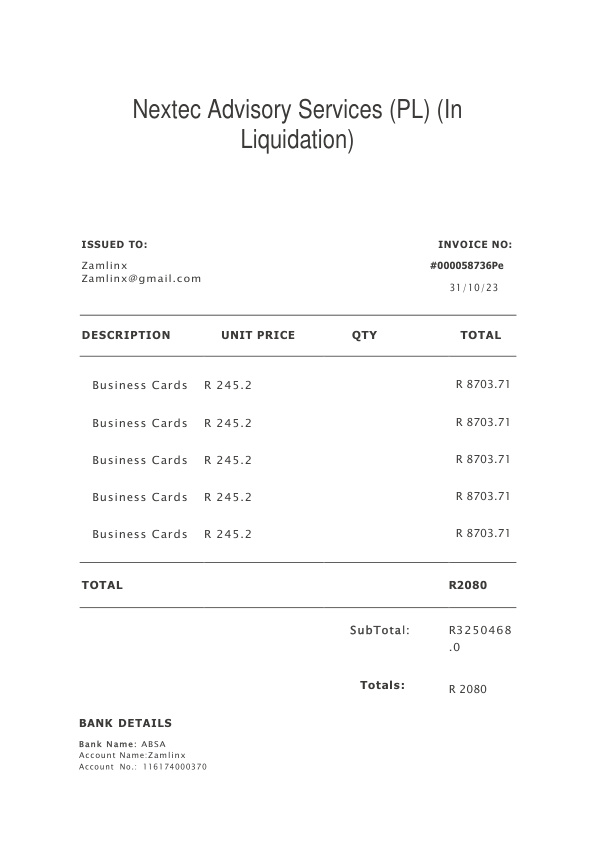 Nextec Advisory Services (PL) (In
Liquidation)
ISSUED TO:
INVOICE NO:
Zamlinx
#000058736Pe
Zamlinx@gmail.com
31/10/23
DESCRIPTION UNIT PRICE QTY TOTAL
Business Cards R 245.2 R 8703.71
Business Cards R 245.2 R 8703.71
Business Cards R 245.2 R 8703.71
Business Cards R 245.2 R 8703.71
Business Cards R 245.2 R 8703.71
TOTAL R2080
SubTotal: R3250468
.0
Totals: R 2080
BANK DETAILS
Bank Name: ABSA
Account Name:Zamlinx
Account No.: 116174000370